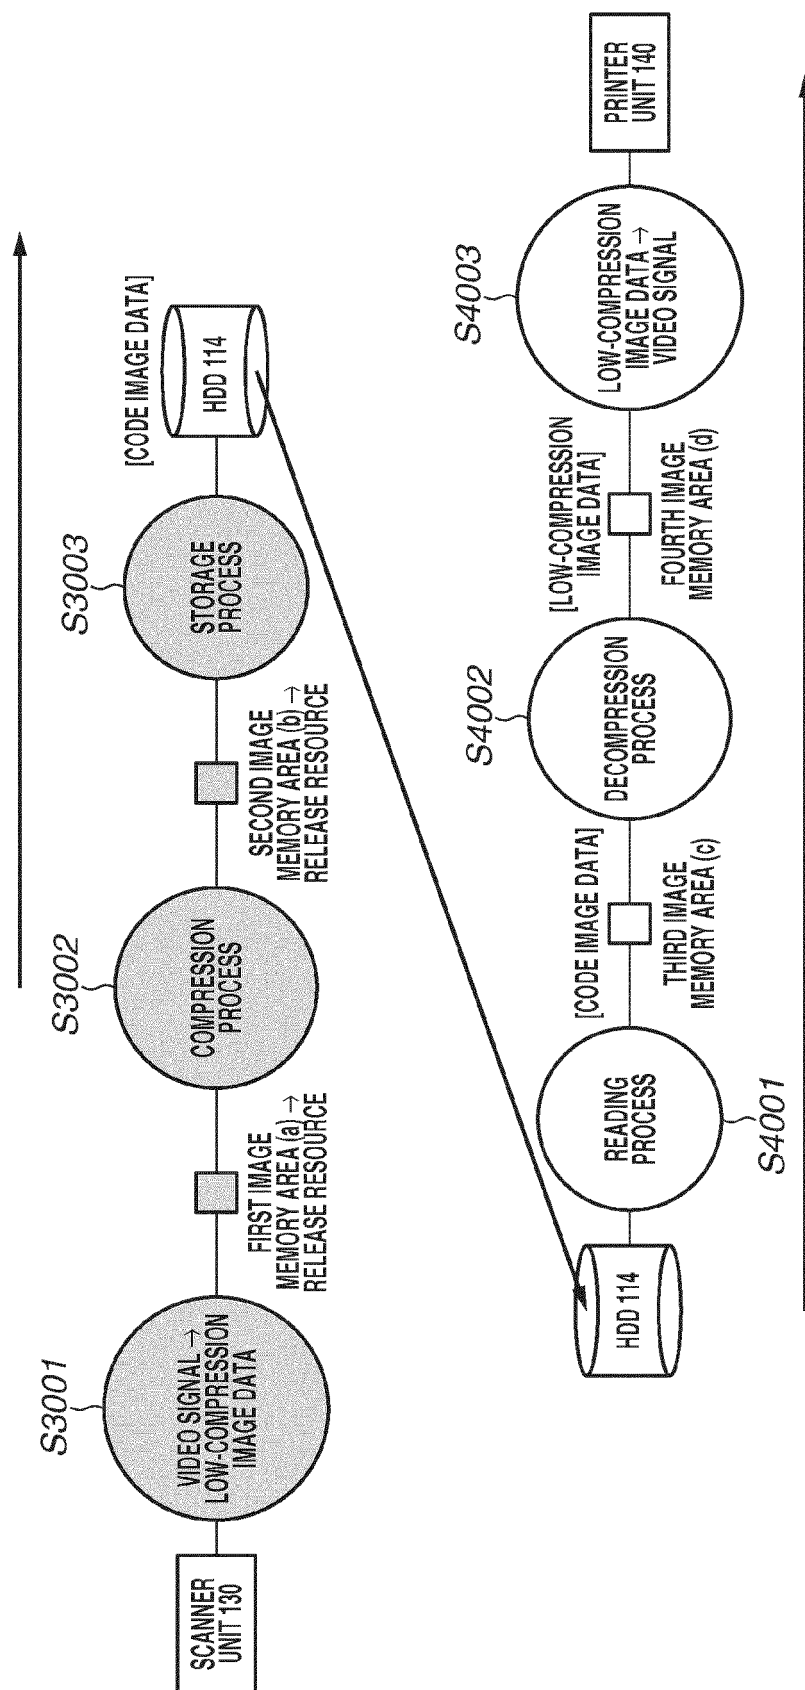 SCANNER
UNIT 130
S3001
VIDEO SIGNAL →
LOW-COMPRESSION
IMAGE DATA
FIRST IMAGE
MEMORY AREA (a) →
RELEASE RESOURCE
S3002
COMPRESSION
PROCESS
SECOND IMAGE
MEMORY AREA (b) →
RELEASE RESOURCE
S3003
STORAGE
PROCESS
[CODE IMAGE DATA]
HDD 114
HDD 114
READING
PROCESS
S4001
[CODE IMAGE DATA]
THIRD IMAGE
MEMORY AREA (c)
S4002
DECOMPRESSION
PROCESS
[LOW-COMPRESSION
IMAGE DATA]
FOURTH IMAGE
MEMORY AREA (d)
S4003
LOW-COMPRESSION
IMAGE DATA →
VIDEO SIGNAL
PRINTER
UNIT 140